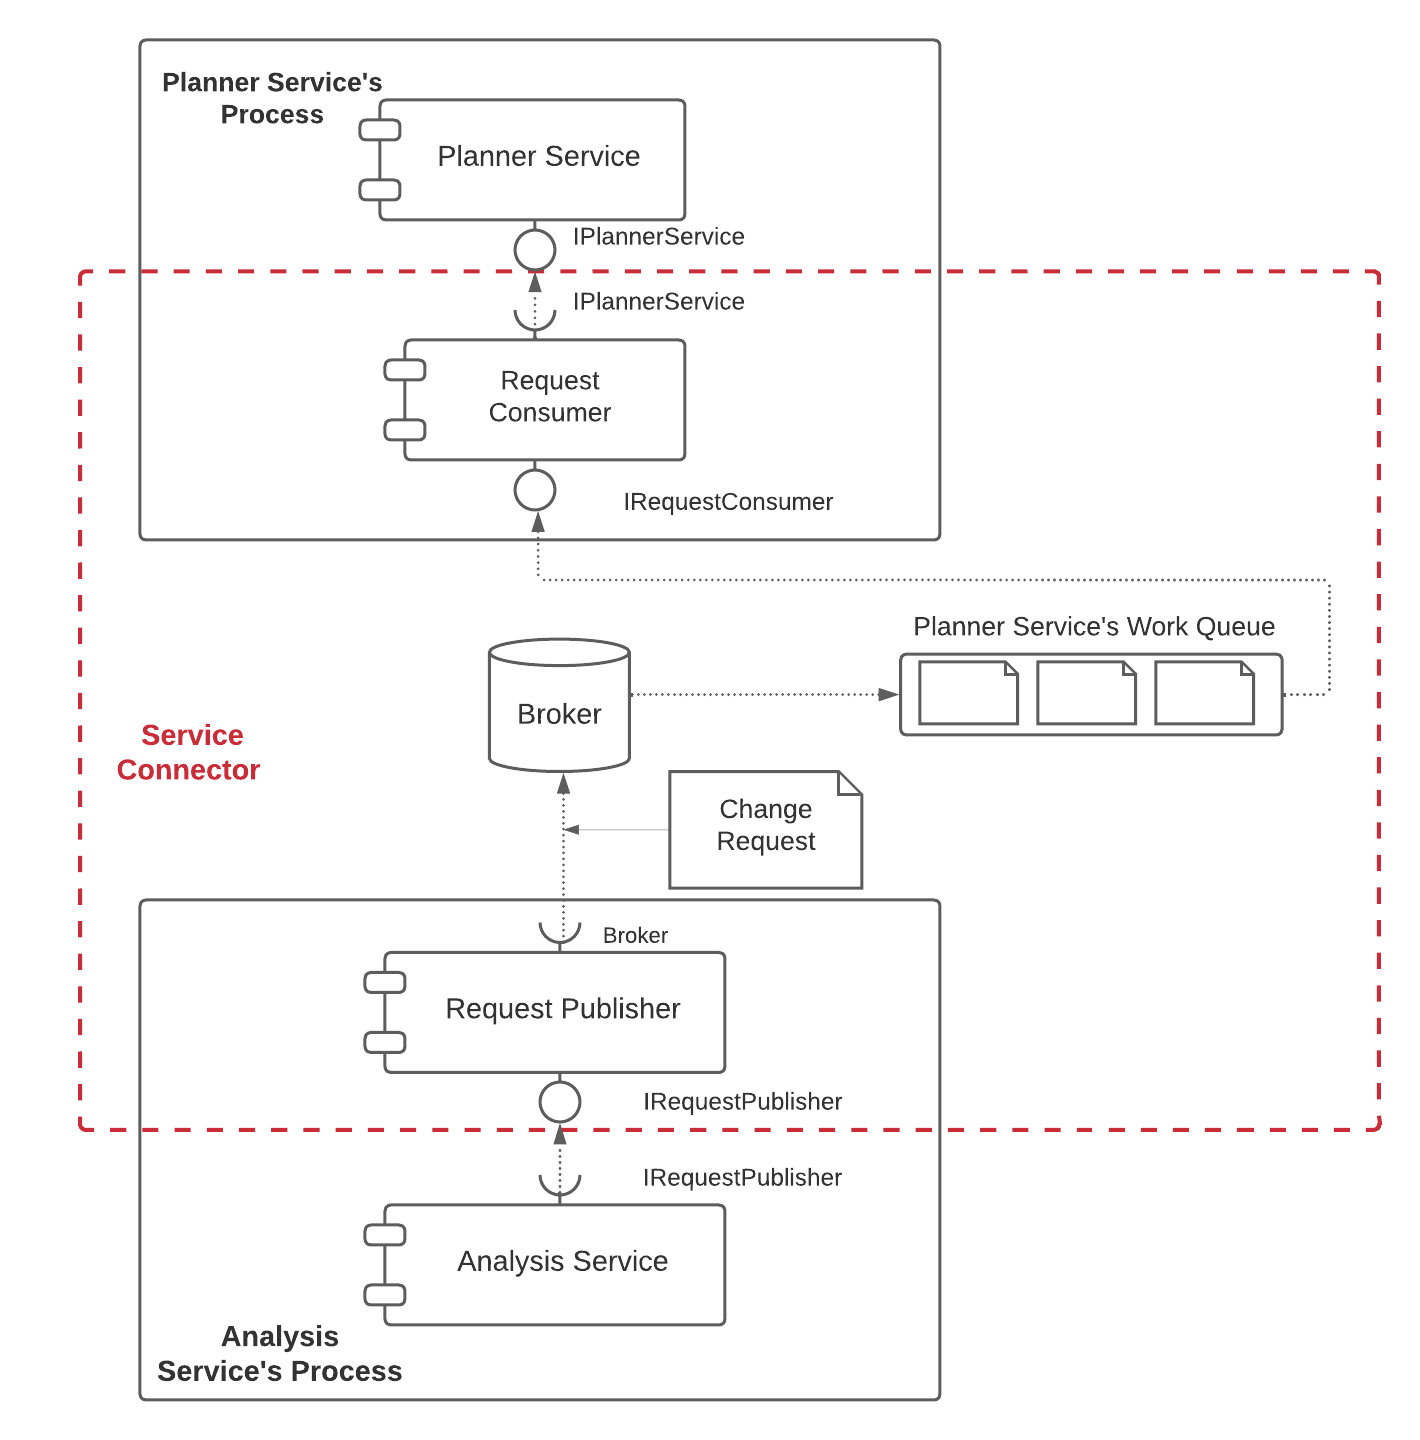 Planner Service's
Process
Planner Service
IPlannerService
IPlannerService
Request
Consumer
IRequestConsumer
Planner Service's Work Queue
Broker
Service
Connector
Change
Request
Broker
Request Publisher
IRequestPublisher
IRequestPublisher
Analysis Service
Analysis
Service's Process